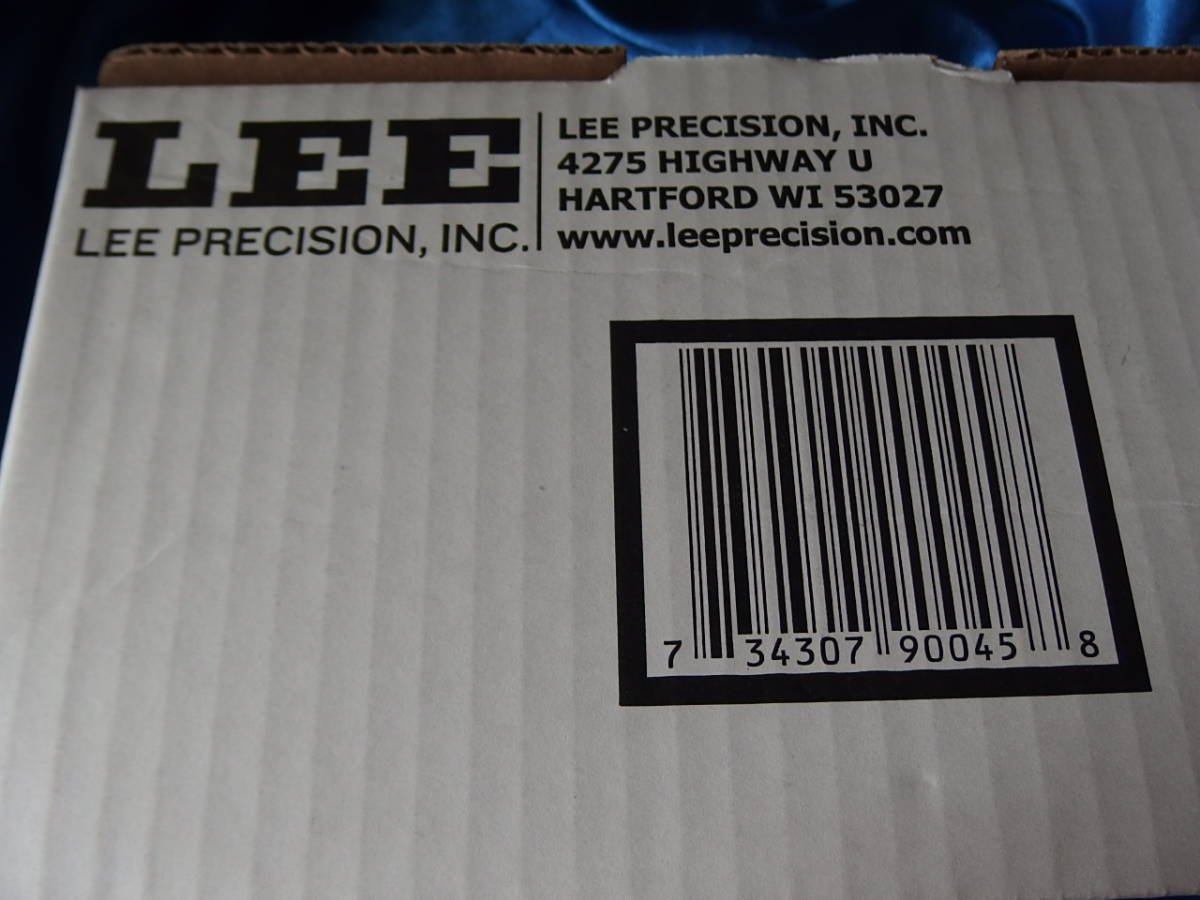 LEE
LEE PRECISION, INC.
LEE PRECISION, INC.
4275 HIGHWAY U
HARTFORD WI 53027
www.leeprecision.com
7 34307 90045 8